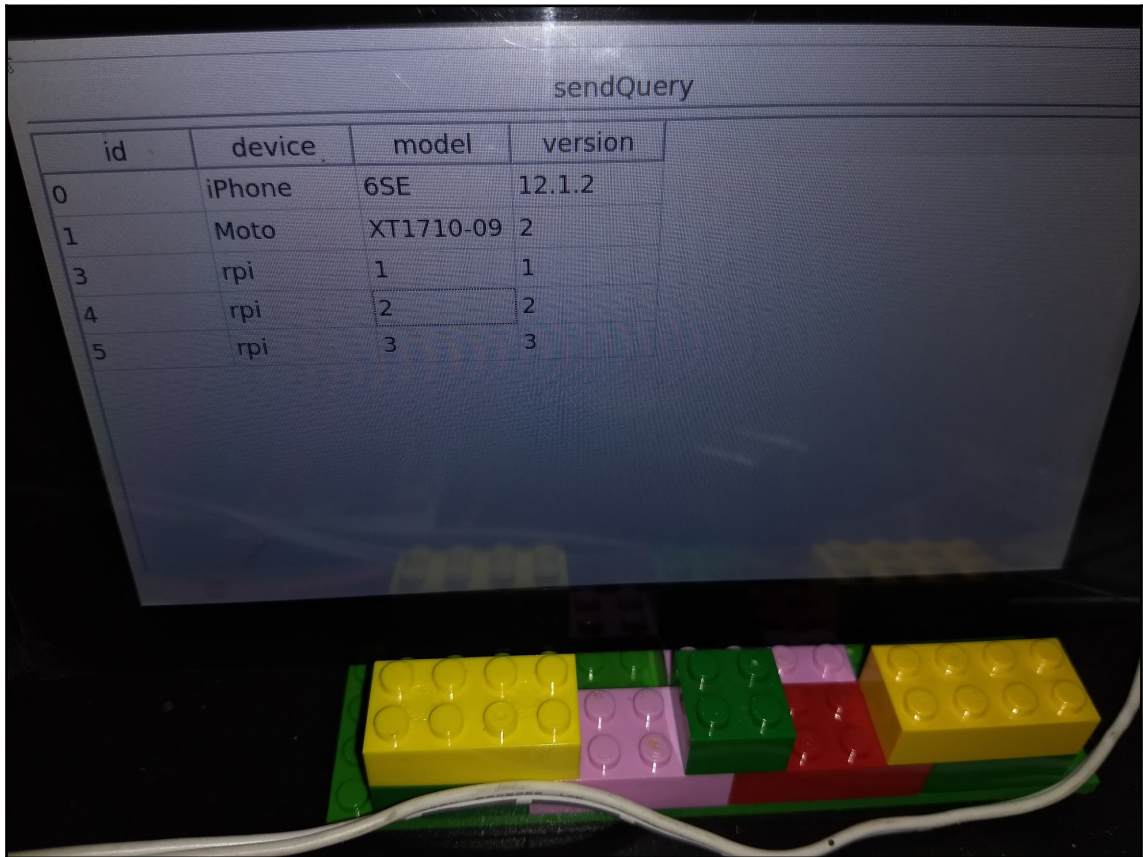 sendQuery
id device model version
0 iPhone 6SE 12.1.2
1 Moto XT1710-09 2
3 rpi 1 1
4 rpi 2 2
5 rpi 3 3